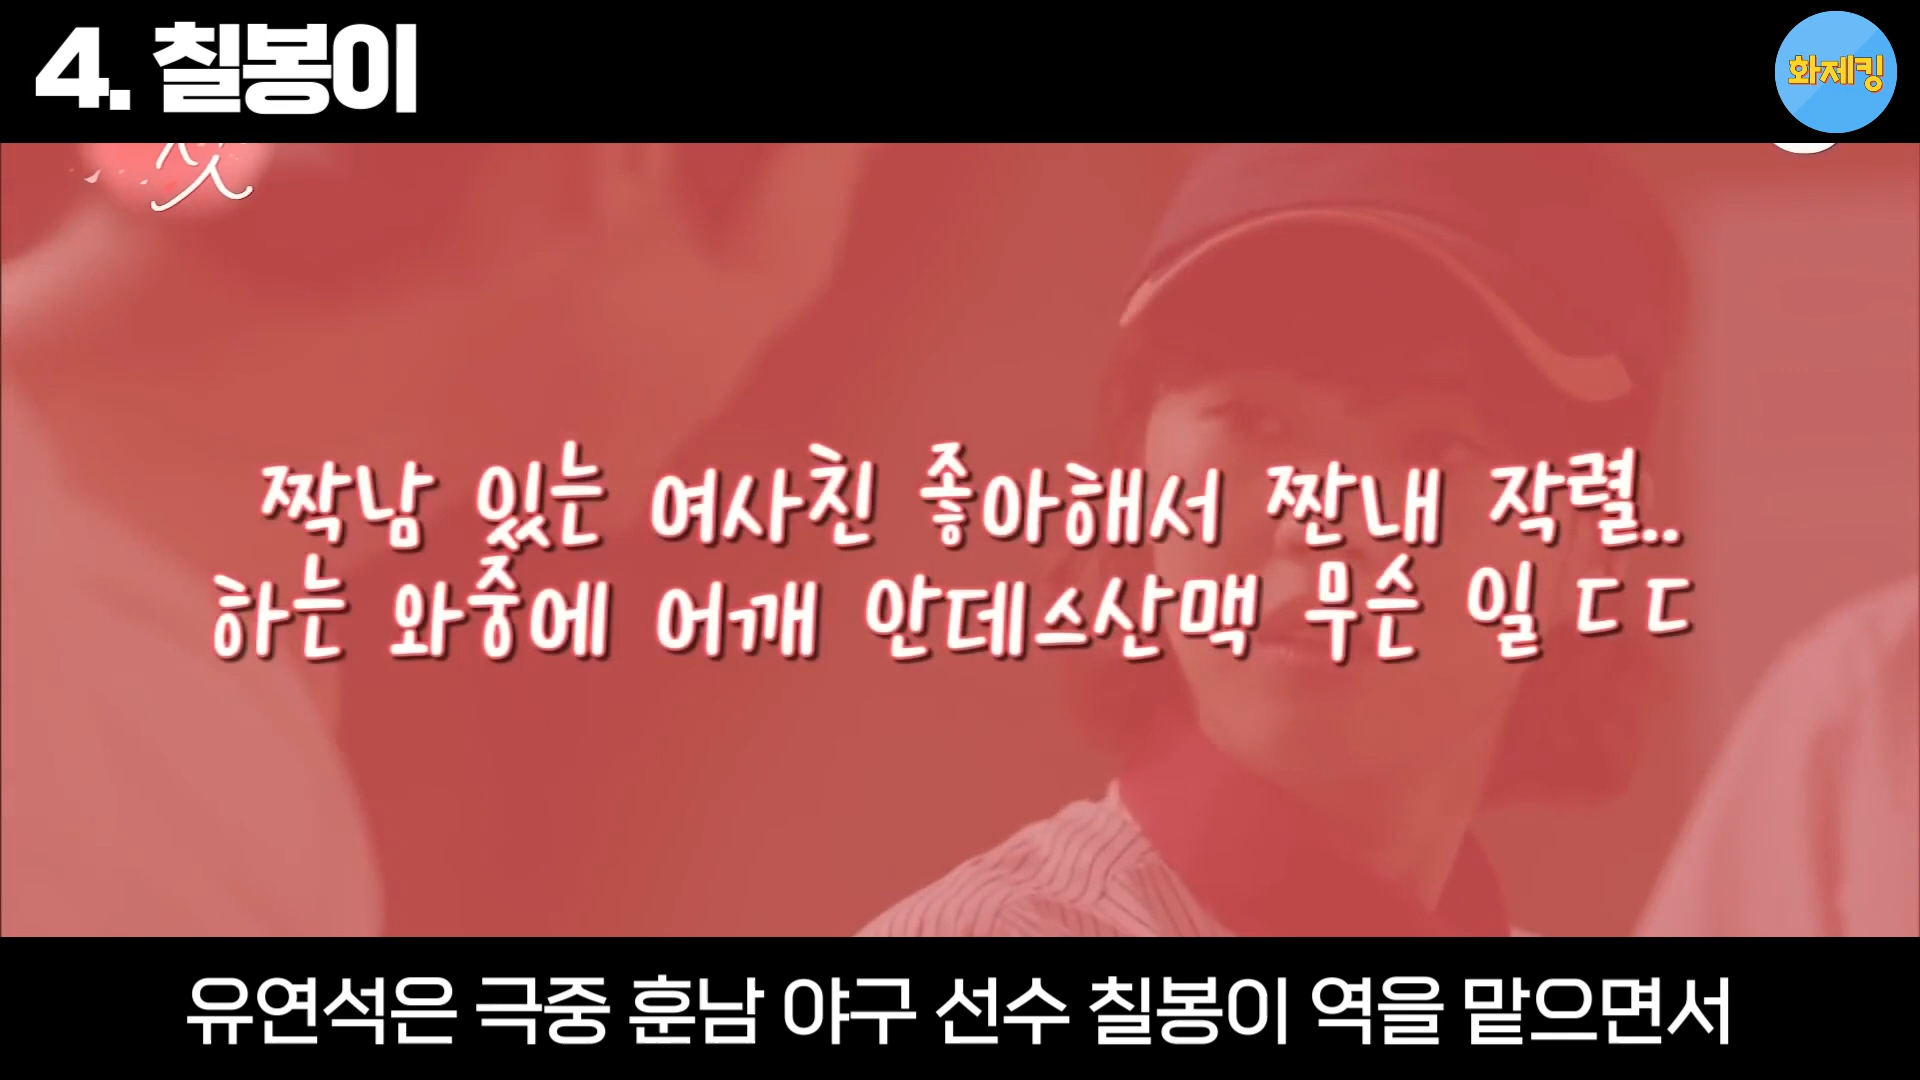 4. 칠봉이
화제킹
짝남 있는 여사친 좋아해서 짠내 작렬..
하는 와중에 어깨 안데스산맥 무슨 일 ㄷㄷ
유연석은 극중 훈남 야구 선수 칠봉이 역을 맡으면서